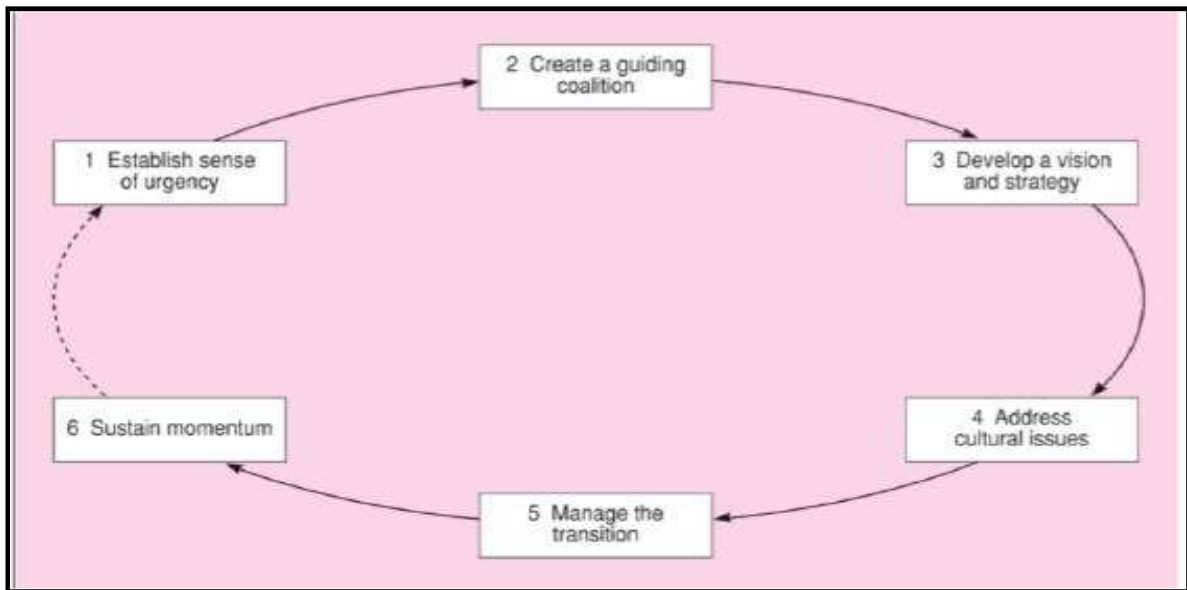 1 Establish sense
of urgency
2 Create a guiding
coalition
3 Develop a vision
and strategy
4 Address
cultural issues
5 Manage the
transition
6 Sustain momentum